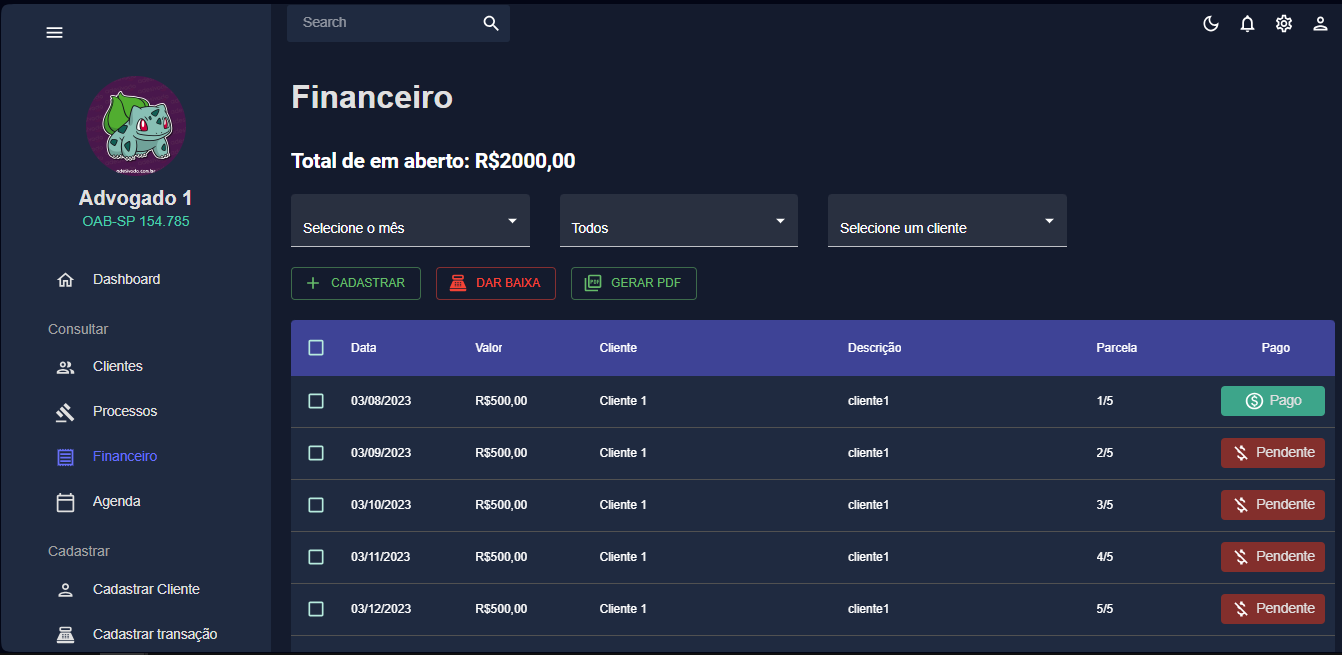 Search
adesivado.com.br
Advogado 1
OAB-SP 154.785
Dashboard
Consultar
Clientes
Processos
Financeiro
Agenda
Cadastrar
Cadastrar Cliente
Cadastrar transação
Financeiro
Total de em aberto: R$2000,00
Selecione o mês Todos Selecione um cliente
CADASTRAR DAR BAIXA PDF GERAR PDF
Data Valor Cliente Descrição Parcela Pago
03/08/2023 R$500,00 Cliente 1 cliente1 1/5 Pago
03/09/2023 R$500,00 Cliente 1 cliente1 2/5 Pendente
03/10/2023 R$500,00 Cliente 1 cliente1 3/5 Pendente
03/11/2023 R$500,00 Cliente 1 cliente1 4/5 Pendente
03/12/2023 R$500,00 Cliente 1 cliente1 5/5 Pendente